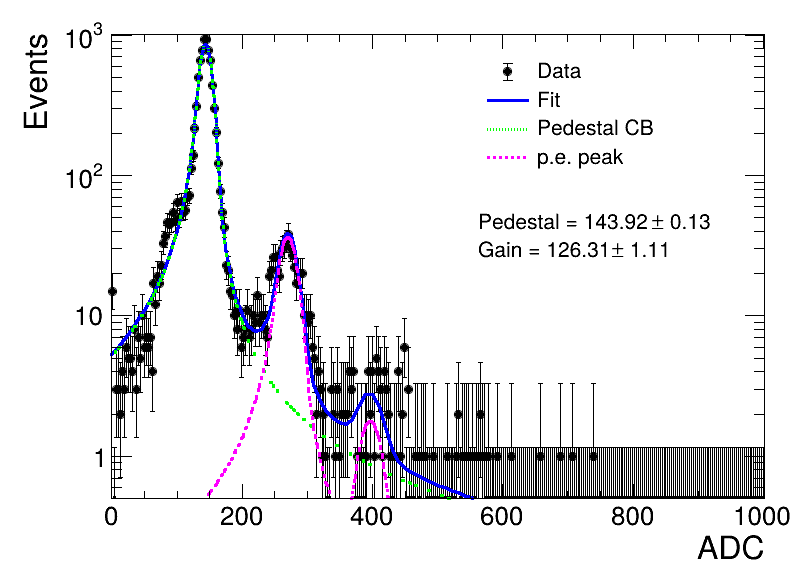 Events
10³
10²
10
1
Data
Fit
Pedestal CB
p.e. peak
Pedestal = 143.92 ± 0.13
Gain = 126.31 ± 1.11
0 200 400 600 800 1000
ADC